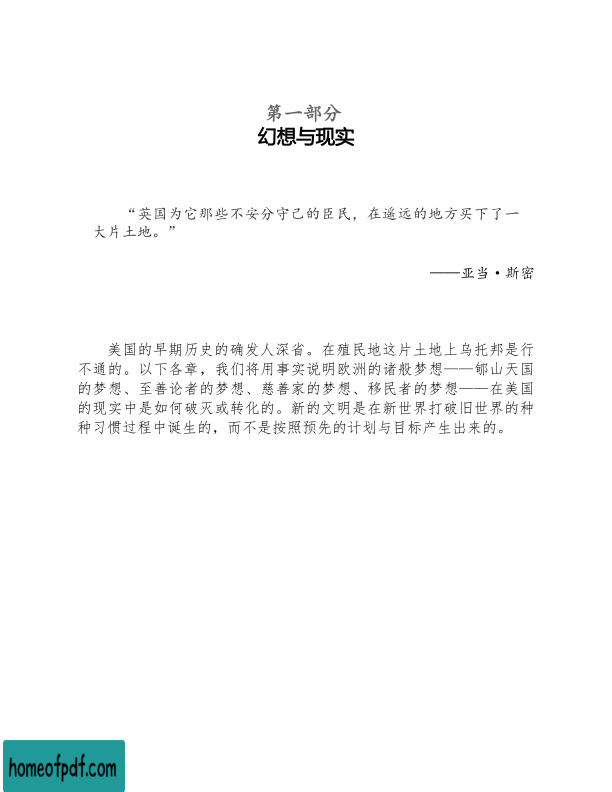 第一部分
幻想与现实
“英国为它那些不安分守己的臣民，在遥远的地方买下了一
大片土地。”
——亚当·斯密
美国的早期历史的确发人深省。在殖民地这片土地上乌托邦是行
不通的。以下各章，我们将用事实说明欧洲的诸般梦想——郇山天国
的梦想、至善论者的梦想、慈善家的梦想、移民者的梦想——在美国
的现实中是如何破灭或转化的。新的文明是在新世界打破旧世界的种
种习惯过程中诞生的，而不是按照预先的计划与目标产生出来的。
homeofpdf.com